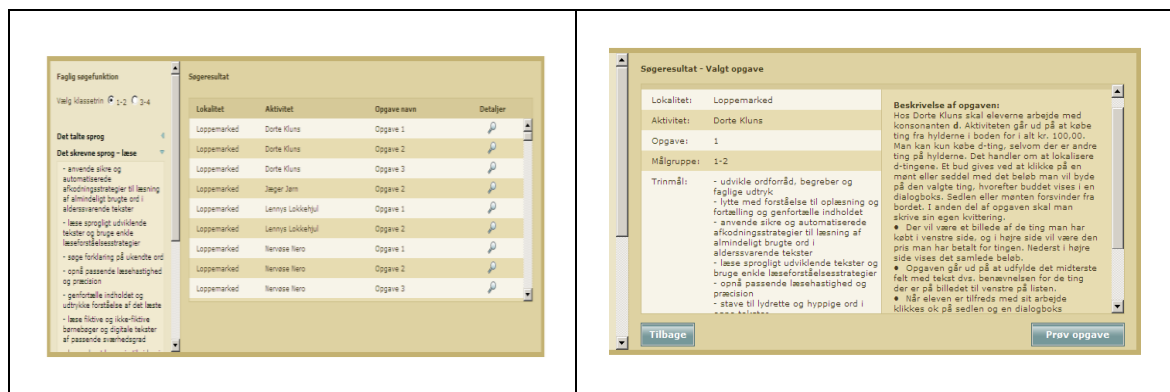 Faglig søgefunktion
Vælg klassetrin 1-2 3-4
Det talte sprog
Det skrevne sprog - læse
- anvende sikre og
automatiserede
afkodningsstrategier til læsning
af almindeligt brugte ord i
alderssvarende tekster
- læse sprogligt udviklende
tekster og bruge enkle
læseforståelsesstrategier
- søge forklaring på ukendte ord
- opnå passende læsehastighed
og præcision
- genfortælle indholdet og
udtrykke forståelse af det læste
- læse fiktive og ikke-fiktive
børnebøger og digitale tekster
af passende sværhedsgrad
Søgeresultat
Lokalitet Aktivitet Opgave navn Detaljer
Loppemarked Dorte Kluns Opgave 1
Loppemarked Dorte Kluns Opgave 2
Loppemarked Dorte Kluns Opgave 3
Loppemarked Jæger Jørn Opgave 2
Loppemarked Lennys Lokkehjul Opgave 1
Loppemarked Lennys Lokkehjul Opgave 2
Loppemarked Nervøse Nero Opgave 1
Loppemarked Nervøse Nero Opgave 2
Loppemarked Nervøse Nero Opgave 3
Søgeresultat - Valgt opgave
Lokalitet: Loppemarked
Aktivitet: Dorte Kluns
Opgave: 1
Målgruppe: 1-2
Trinmål: - udvikle ordforråd, begreber og
faglige udtryk
- lytte med forståelse til oplæsning og
fortælling og genfortælle indholdet
- anvende sikre og automatiserede
afkodningsstrategier til læsning af
almindeligt brugte ord i
alderssvarende tekster
- læse sprogligt udviklende tekster og
bruge enkle læseforståelsesstrategier
- opnå passende læsehastighed og
præcision
- stave til lydrette og hyppige ord i
Beskrivelse af opgaven:
Hos Dorte Kluns skal eleverne arbejde med
konsonanten d. Aktiviteten går ud på at købe
ting fra hylderne i boden for i alt kr. 100,00.
Man kan kun købe d-ting, selvom der er andre
ting på hylderne. Det handler om at lokalisere
d-tingene. Et bud gives ved at klikke på en
mønt eller seddel med det beløb man vil byde
på den valgte ting, hvorefter buddet vises i en
dialogboks. Sedlen eller mønten forsvinder fra
bordet. I anden del af opgaven skal man
skrive sin egen kvittering.
● Der vil være et billede af de ting man har
købt i venstre side, og i højre side vil være den
pris man har betalt for tingen. Nederst i højre
side vises det samlede beløb.
● Opgaven går ud på at udfylde det midterste
felt med tekst dvs. benævnelsen for de ting
der er på billedet til venstre på listen.
● Når eleven er tilfreds med sit arbejde
klikkes ok på sedlen og en dialogboks
Tilbage
Prøv opgave